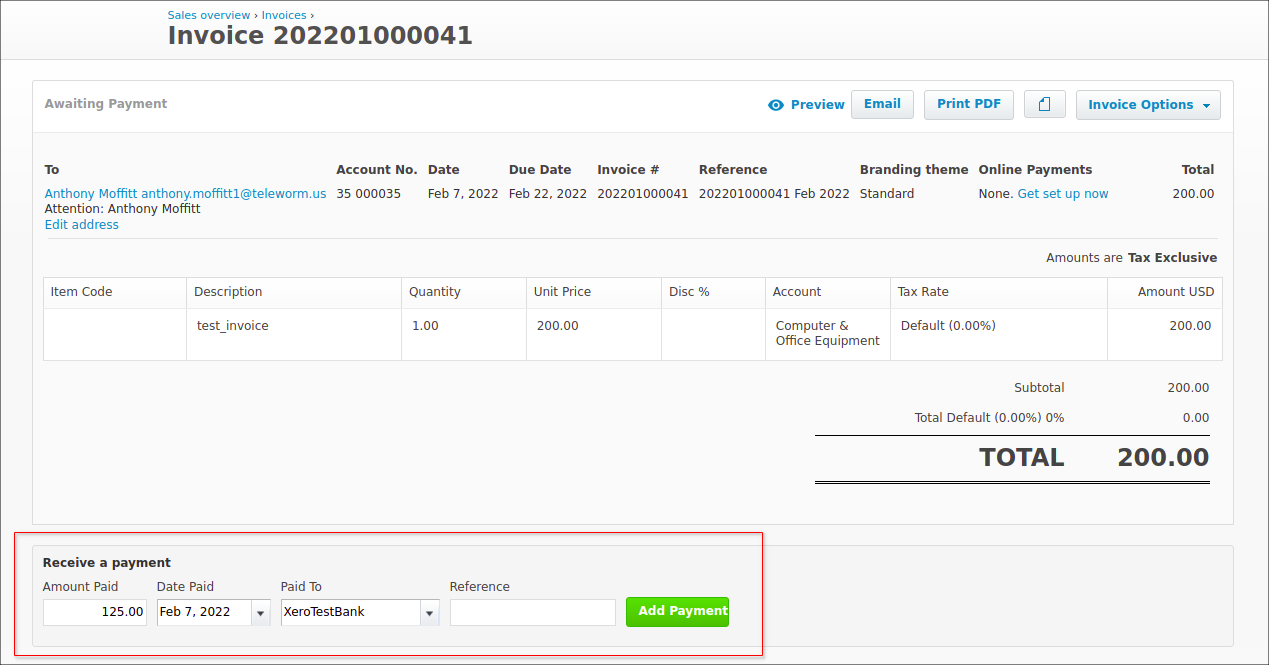 Sales overview › Invoices ›
Invoice 202201000041
Awaiting Payment
Preview Email Print PDF Invoice Options
To Account No. Date Due Date Invoice # Reference Branding theme Online Payments Total
Anthony Moffitt anthony.moffitt1@teleworm.us 35 000035 Feb 7, 2022 Feb 22, 2022 202201000041 202201000041 Feb 2022 Standard None. Get set up now 200.00
Attention: Anthony Moffitt
Edit address
Amounts are Tax Exclusive
Item Code Description Quantity Unit Price Disc % Account Tax Rate Amount USD
test_invoice 1.00 200.00 Computer & Default (0.00%) 200.00
Office Equipment
Subtotal 200.00
Total Default (0.00%) 0% 0.00
TOTAL 200.00
Receive a payment
Amount Paid Date Paid Paid To Reference
125.00 Feb 7, 2022 XeroTestBank Add Payment